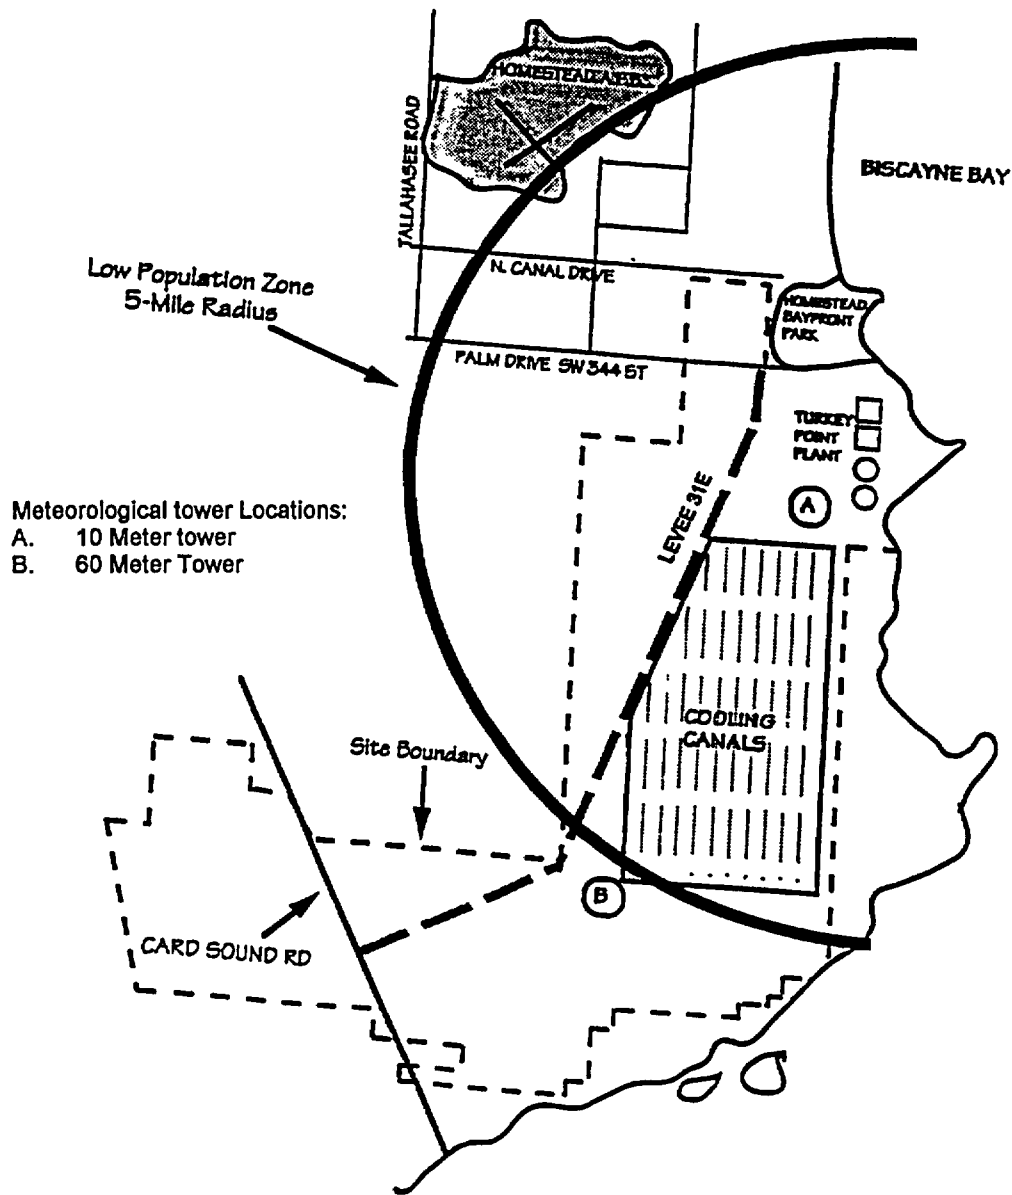 HOMESTEAD A.F.B.
TALLAHASEE ROAD
BISCAYNE BAY
Low Population Zone
5-Mile Radius
N. CANAL DRIVE
HOMESTEAD
BAYFRONT
PARK
PALM DRIVE SW 344 ST
TURKEY
POINT
PLANT
LEVEE 31E
A
Meteorological tower Locations:
A. 10 Meter tower
B. 60 Meter Tower
COOLING
CANALS
Site Boundary
B
CARD SOUND RD